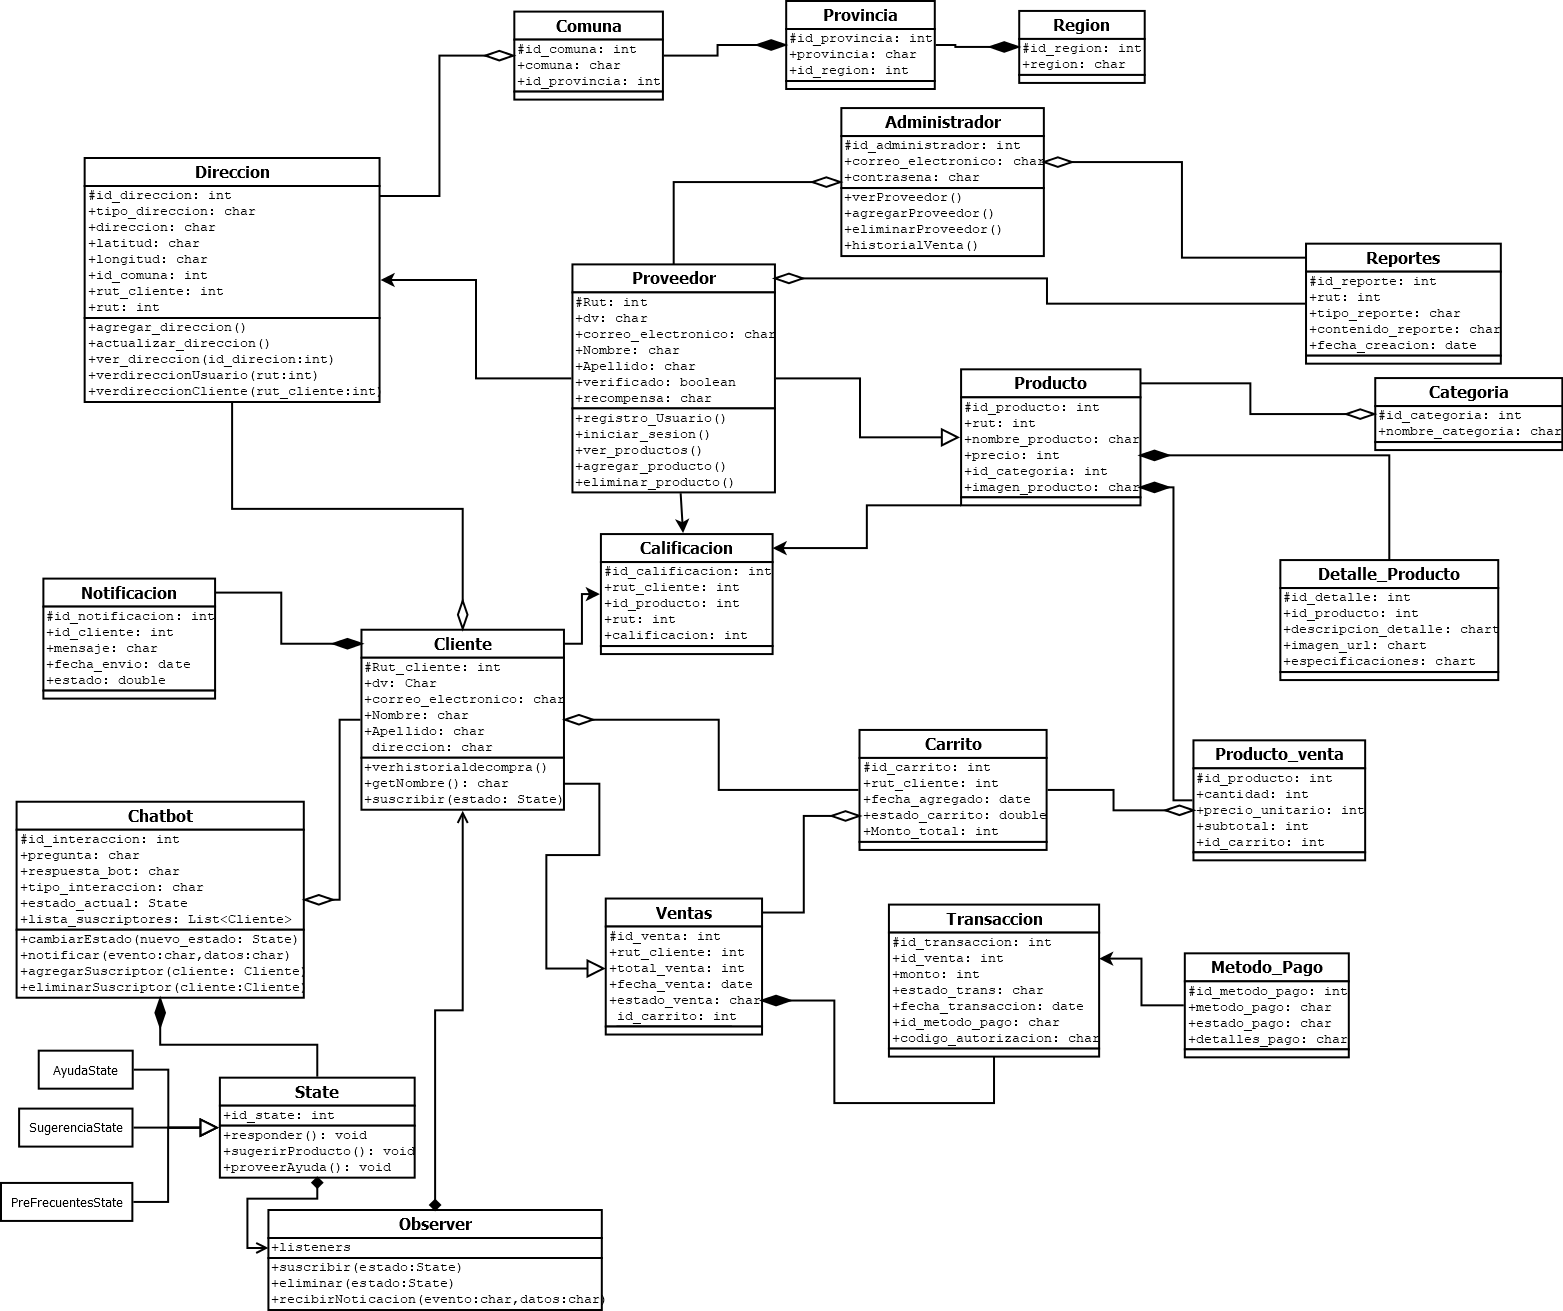 Comuna
#id_comuna: int
+comuna: char
+id_provincia: int
Provincia
#id_provincia: int
+provincia: char
+id_region: int
Region
#id_region: int
+region: char
Administrador
#id_administrador: int
+correo_electronico: char
+contrasena: char
+verProveedor()
+agregarProveedor()
+eliminarProveedor()
+historialVenta()
Direccion
#id_direccion: int
+tipo_direccion: char
+direccion: char
+latitud: char
+longitud: char
+id_comuna: int
+rut_cliente: int
+rut: int
+agregar_direccion()
+actualizar_direccion()
+ver_direccion(id_direcion:int)
+verdireccionUsuario(rut:int)
+verdireccionCliente(rut_cliente:int)
Proveedor
#Rut: int
+dv: char
+correo_electronico: char
+Nombre: char
+Apellido: char
+verificado: boolean
+recompensa: char
+registro_Usuario()
+iniciar_sesion()
+ver_productos()
+agregar_producto()
+eliminar_producto()
Reportes
#id_reporte: int
+rut: int
+tipo_reporte: char
+contenido_reporte: char
+fecha_creacion: date
Producto
#id_producto: int
+rut: int
+nombre_producto: char
+precio: int
+id_categoria: int
+imagen_producto: char
Categoria
#id_categoria: int
+nombre_categoria: char
Calificacion
#id_calificacion: int
+rut_cliente: int
+id_producto: int
+rut: int
+calificacion: int
Detalle_Producto
#id_detalle: int
+id_producto: int
+descripcion_detalle: chart
+imagen_url: chart
+especificaciones: chart
Notificacion
#id_notificacion: int
+id_cliente: int
+mensaje: char
+fecha_envio: date
+estado: double
Cliente
#Rut_cliente: int
+dv: Char
+correo_electronico: char
+Nombre: char
+Apellido: char
direccion: char
+verhistorialdecompra()
+getNombre(): char
+suscribir(estado: State)
Carrito
#id_carrito: int
+rut_cliente: int
+fecha_agregado: date
+estado_carrito: double
+Monto_total: int
Producto_venta
#id_producto: int
+cantidad: int
+precio_unitario: int
+subtotal: int
+id_carrito: int
Chatbot
#id_interaccion: int
+pregunta: char
+respuesta_bot: char
+tipo_interaccion: char
+estado_actual: State
+lista_suscriptores: List<Cliente>
+cambiarEstado(nuevo_estado: State)
+notificar(evento:char,datos:char)
+agregarSuscriptor(cliente: Cliente)
+eliminarSuscriptor(cliente:Cliente)
Ventas
#id_venta: int
+rut_cliente: int
+total_venta: int
+fecha_venta: date
+estado_venta: char
id_carrito: int
Transaccion
#id_transaccion: int
+id_venta: int
+monto: int
+estado_trans: char
+fecha_transaccion: date
+id_metodo_pago: char
+codigo_autorizacion: char
Metodo_Pago
#id_metodo_pago: int
+metodo_pago: char
+estado_pago: char
+detalles_pago: char
AyudaState
SugerenciaState
PreFrecuentesState
State
+id_state: int
+responder(): void
+sugerirProducto(): void
+proveerAyuda(): void
Observer
+listeners
+suscribir(estado:State)
+eliminar(estado:State)
+recibirNoticacion(evento:char,datos:char)